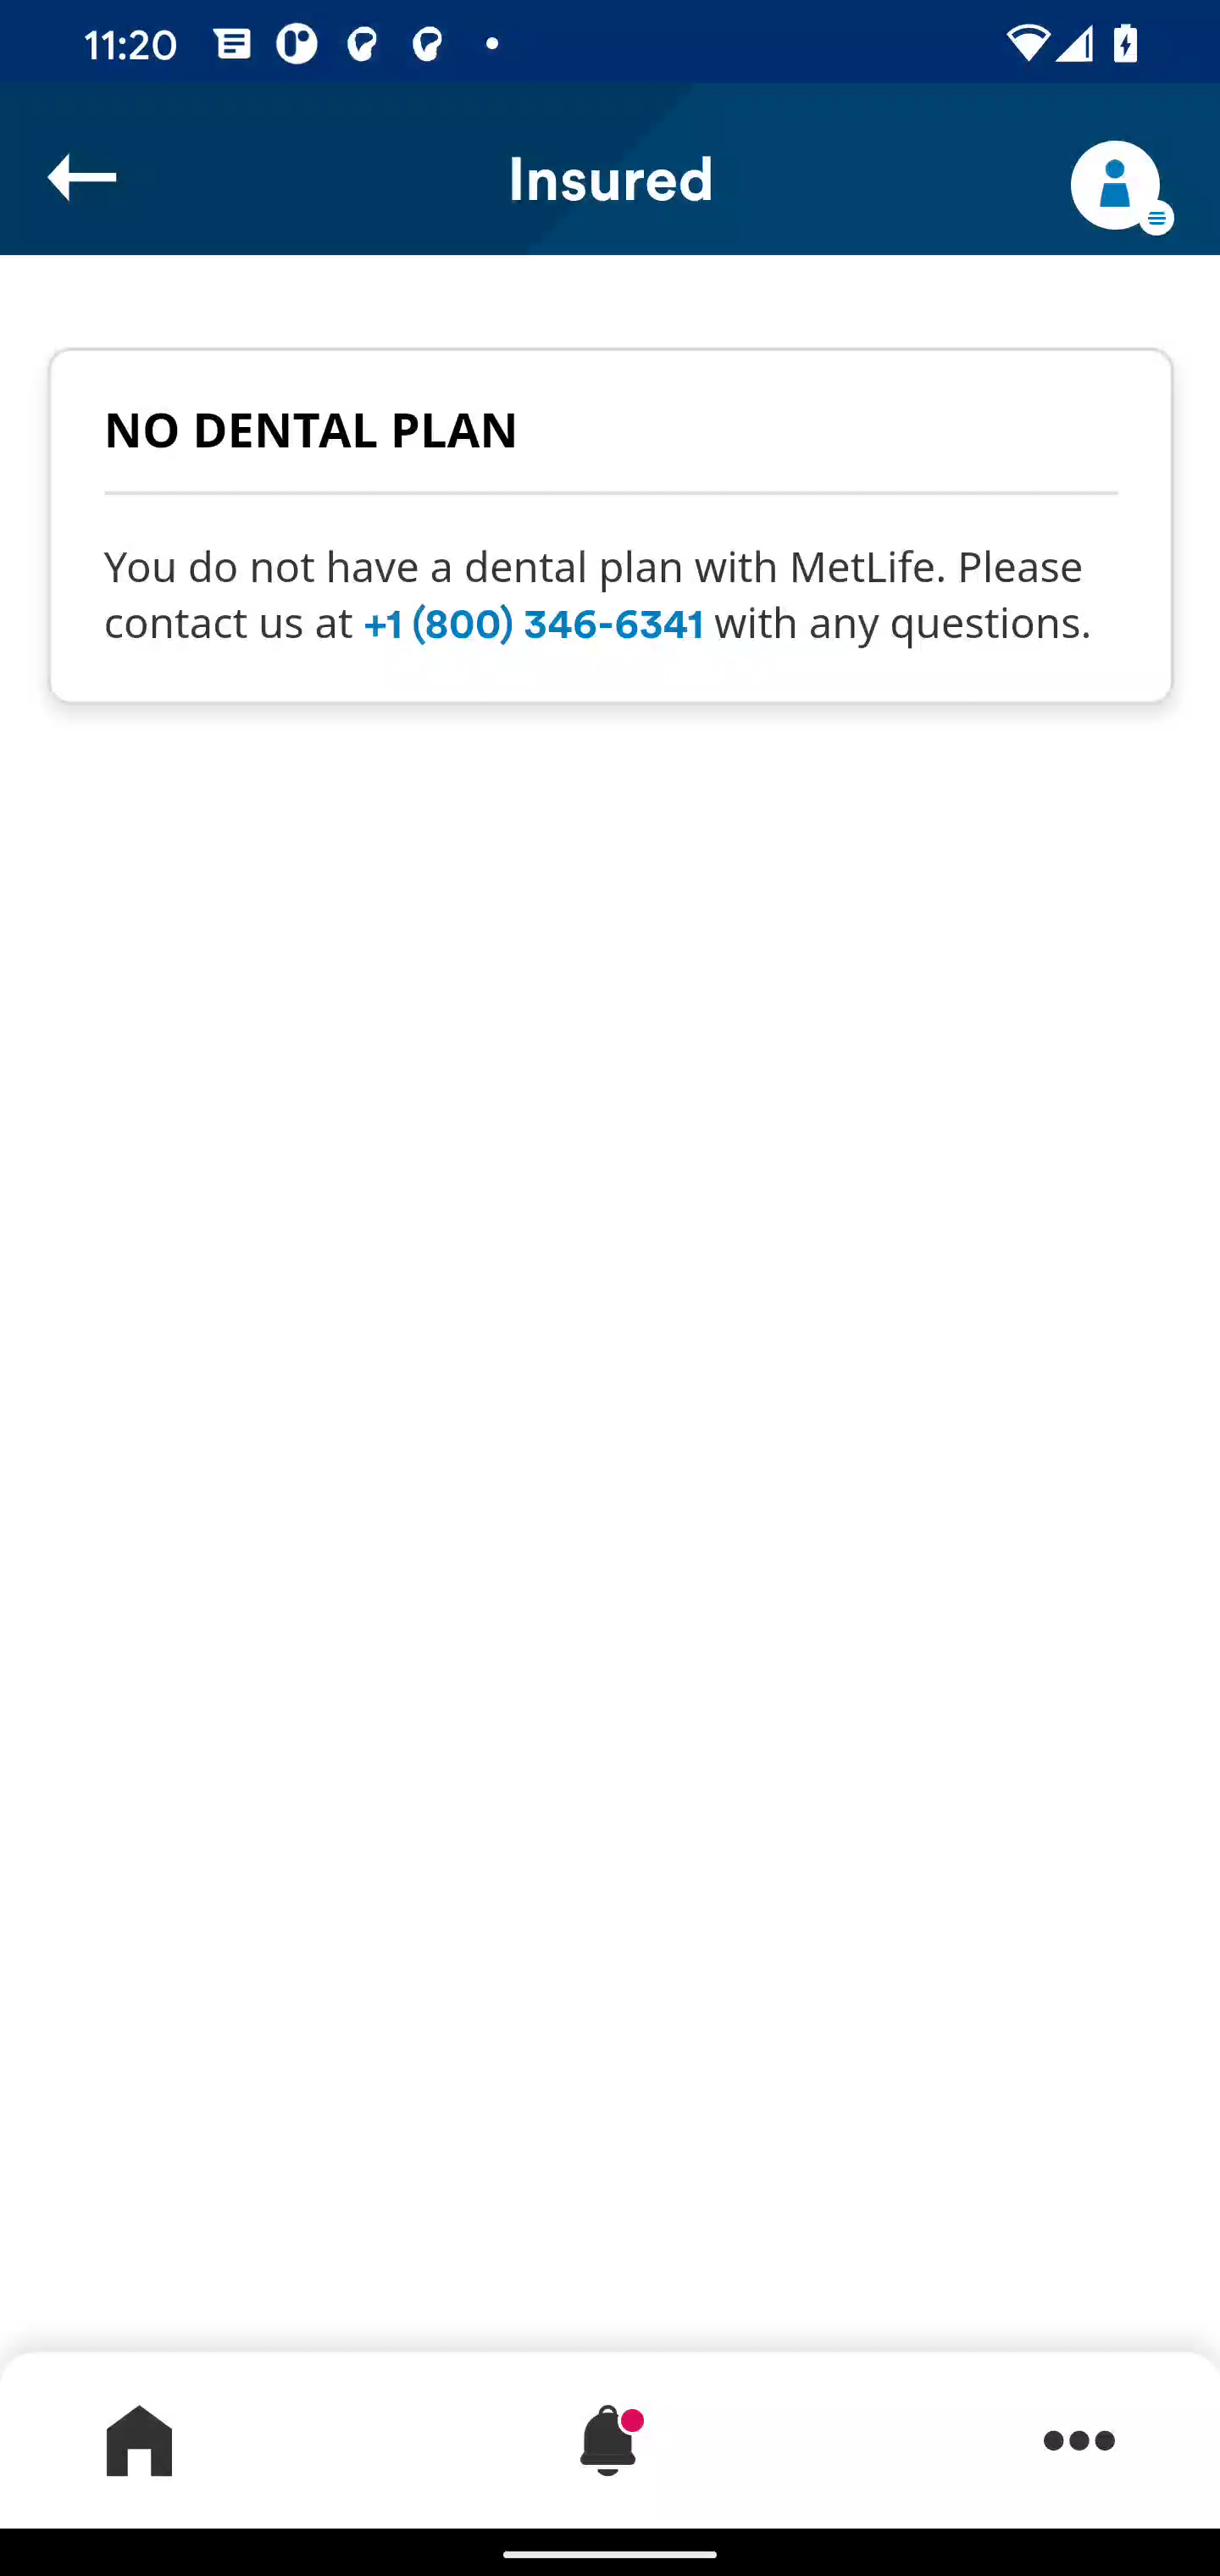 11:20
Insured
NO DENTAL PLAN
You do not have a dental plan with MetLife. Please
contact us at +1 (800) 346-6341 with any questions.